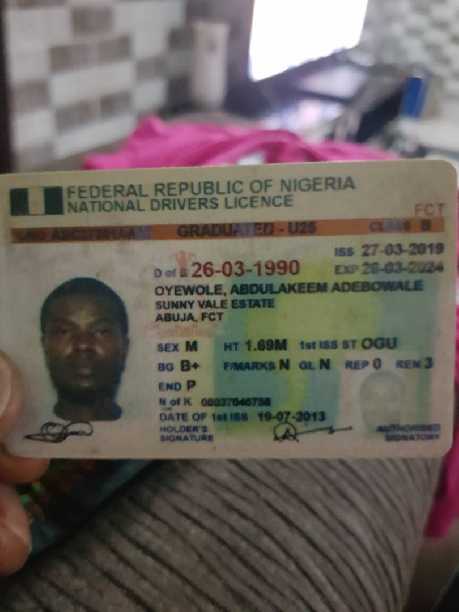 FEDERAL REPUBLIC OF NIGERIA
NATIONAL DRIVERS LICENCE
FCT
GRADUATED - U25 CLASS B
ISS 27-03-2019
D of B 26-03-1990 EXP 26-03-2024
OYEWOLE, ABDULAKEEM ADEBOWALE
SUNNY VALE ESTATE
ABUJA, FCT
SEX M HT 1.69M 1st ISS ST OGU
BG B+ F/MARKS N GL N REP 0 REN 3
END P
N of K
DATE OF 1st ISS 19-07-2013
HOLDER'S
SIGNATURE
AUTHORISED
SIGNATORY